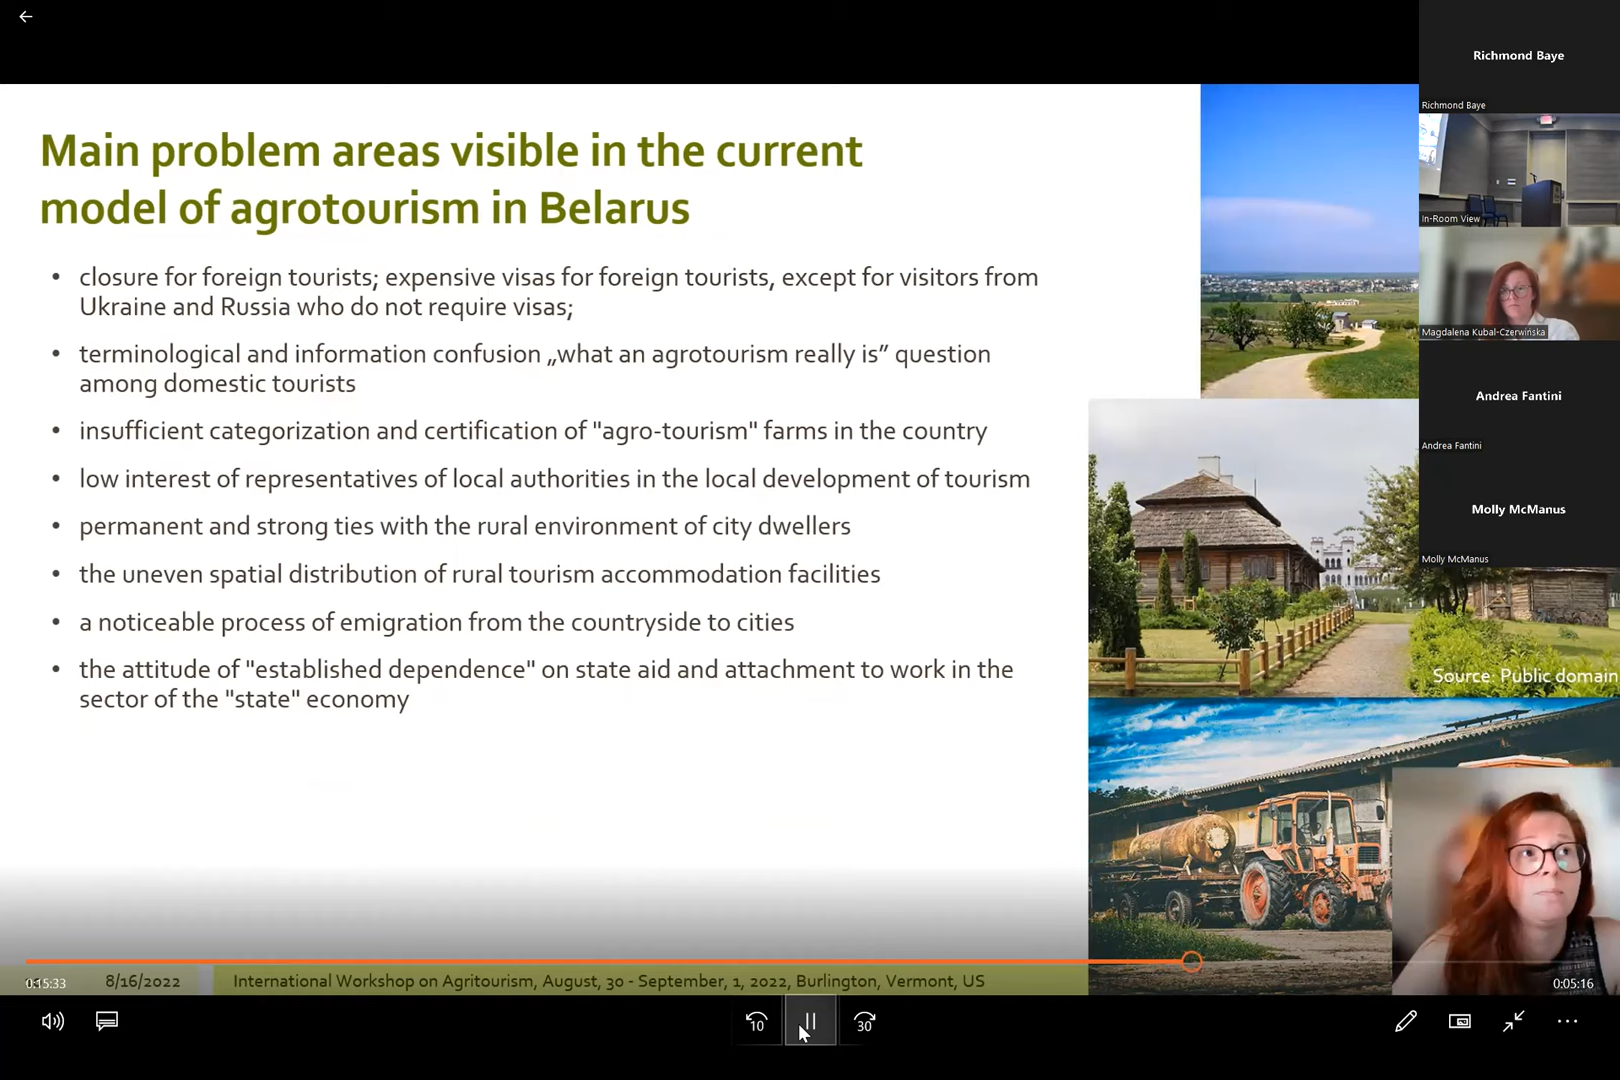 Richmond Baye
Richmond Baye
In-Room View
Magdalena Kubal-Czerwińska
Andrea Fantini
Andrea Fantini
Molly McManus
Molly McManus
Main problem areas visible in the current
model of agrotourism in Belarus
• closure for foreign tourists; expensive visas for foreign tourists, except for visitors from
Ukraine and Russia who do not require visas;
• terminological and information confusion „what an agrotourism really is” question
among domestic tourists
• insufficient categorization and certification of "agro-tourism" farms in the country
• low interest of representatives of local authorities in the local development of tourism
• permanent and strong ties with the rural environment of city dwellers
• the uneven spatial distribution of rural tourism accommodation facilities
• a noticeable process of emigration from the countryside to cities
• the attitude of "established dependence" on state aid and attachment to work in the
sector of the "state" economy
Source: Public domain
0:15:33
8/16/2022
International Workshop on Agritourism, August, 30 - September, 1, 2022, Burlington, Vermont, US
0:05:16
10
30